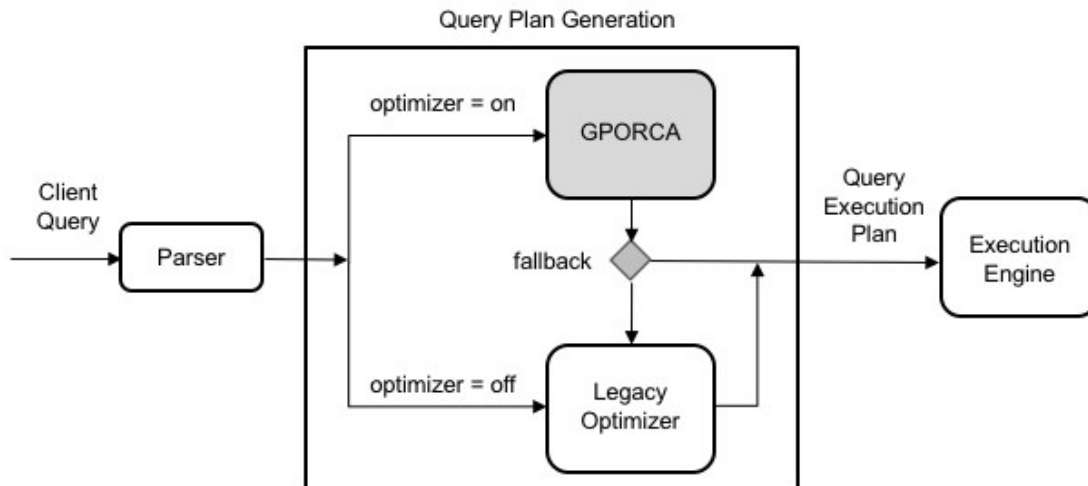 Query Plan Generation
optimizer = on
GPORCA
Client
Query
Parser
fallback
Query
Execution
Plan
Execution
Engine
optimizer = off
Legacy
Optimizer